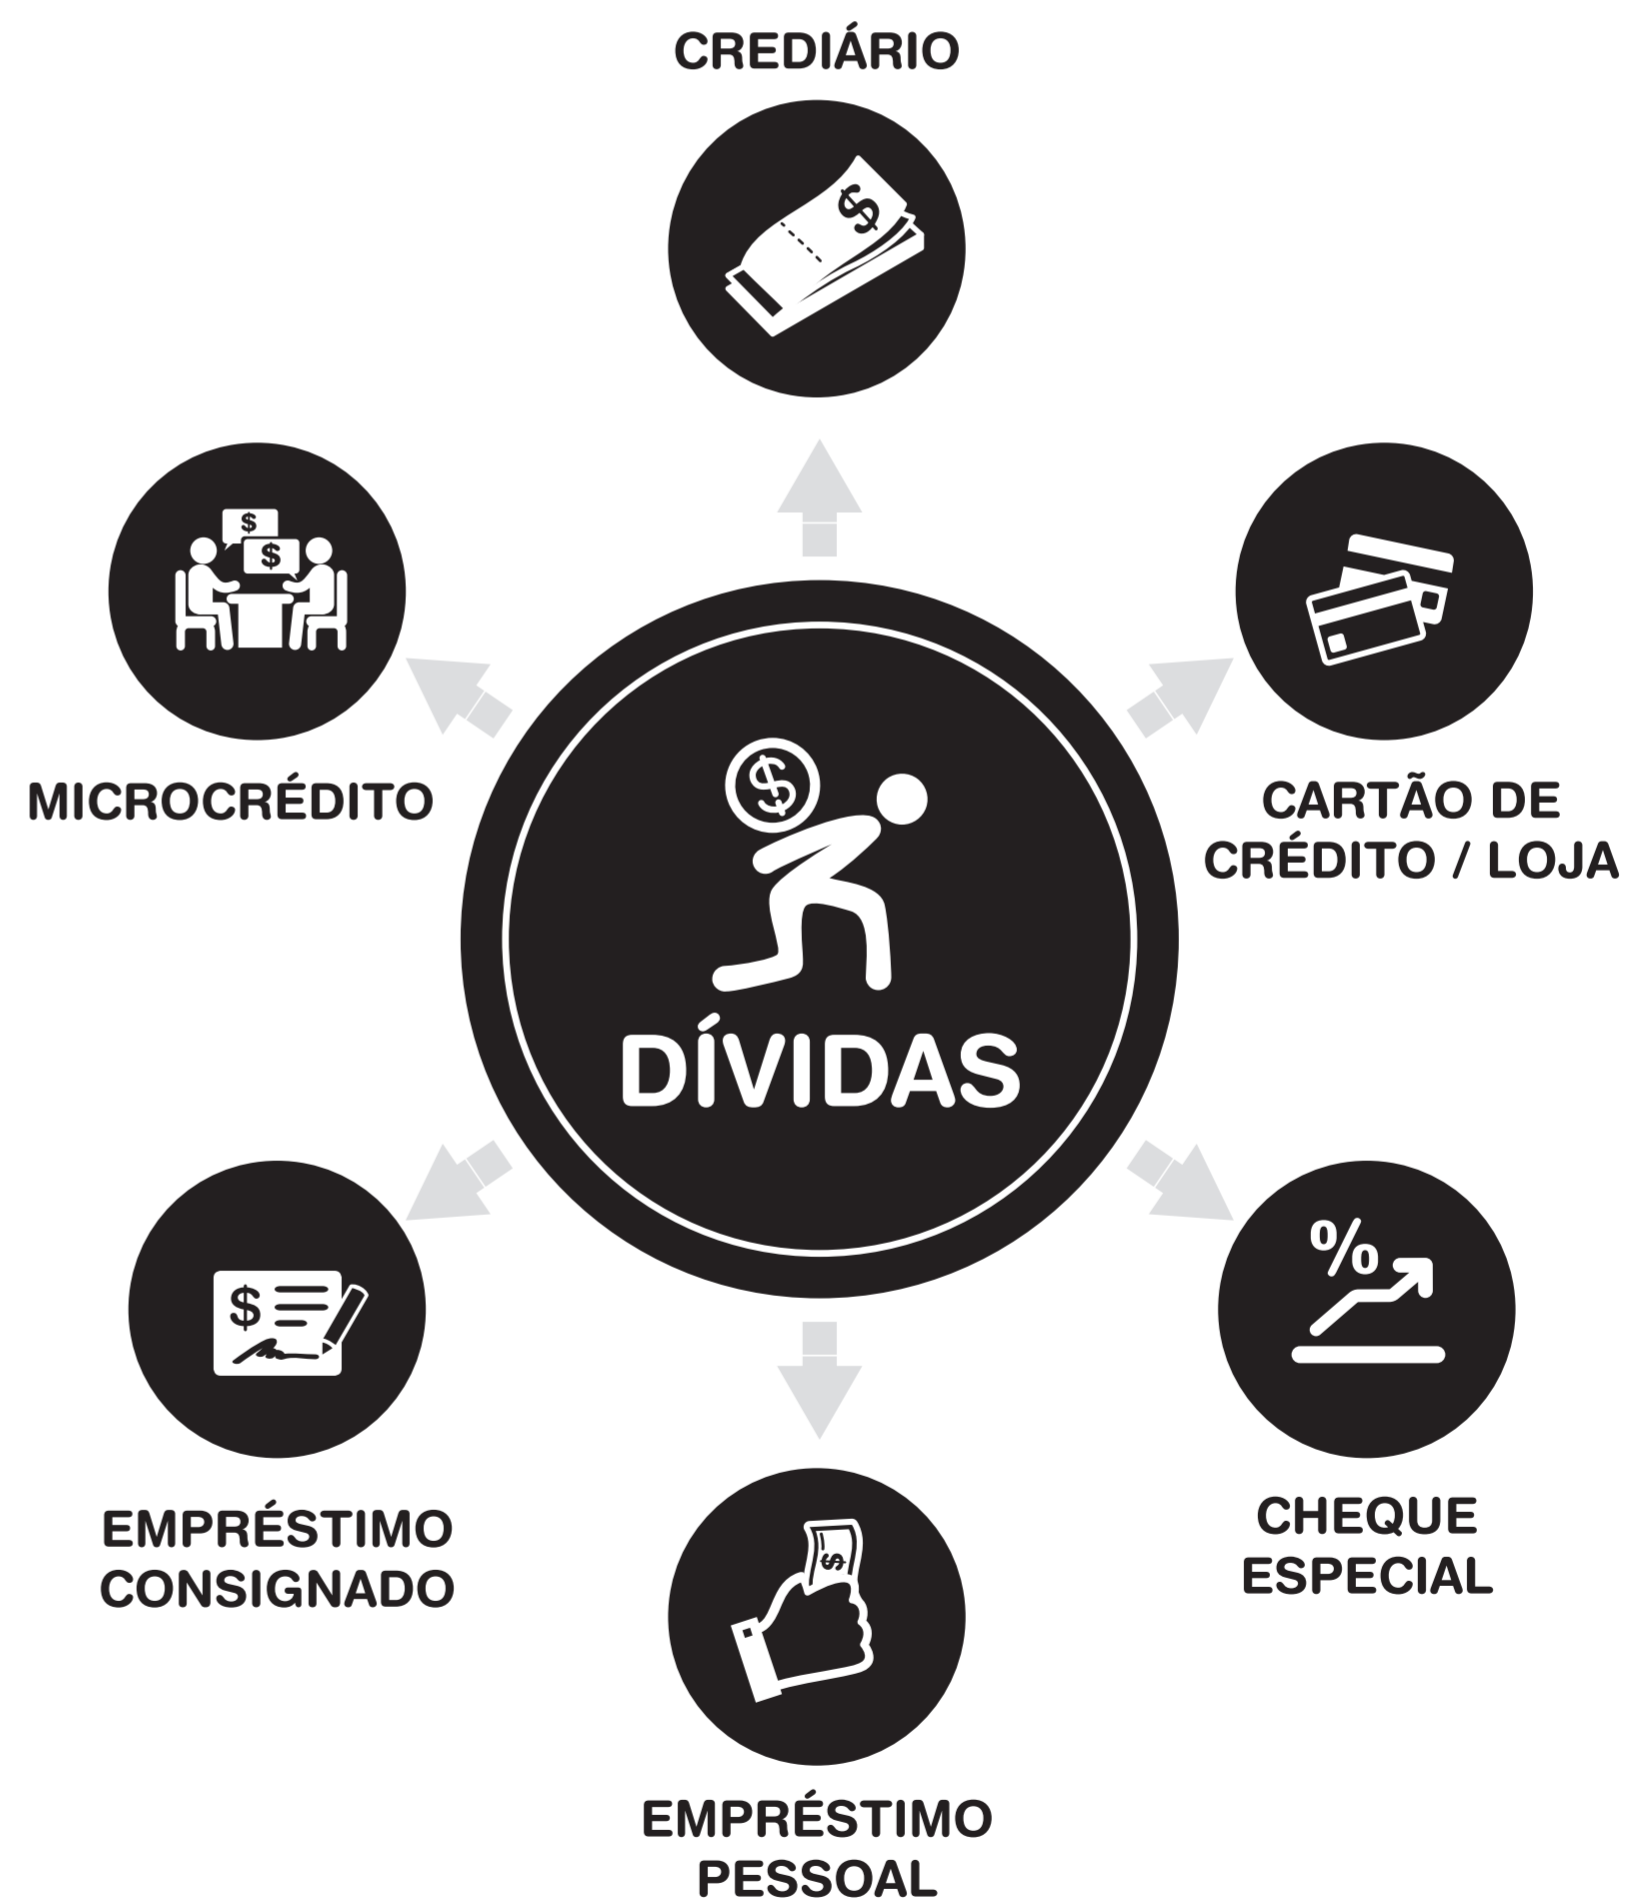 CREDIÁRIO
$
$
$
MICROCRÉDITO
CARTÃO DE
CRÉDITO / LOJA
$
DÍVIDAS
$
EMPRÉSTIMO
CONSIGNADO
%
CHEQUE
ESPECIAL
$
EMPRÉSTIMO
PESSOAL